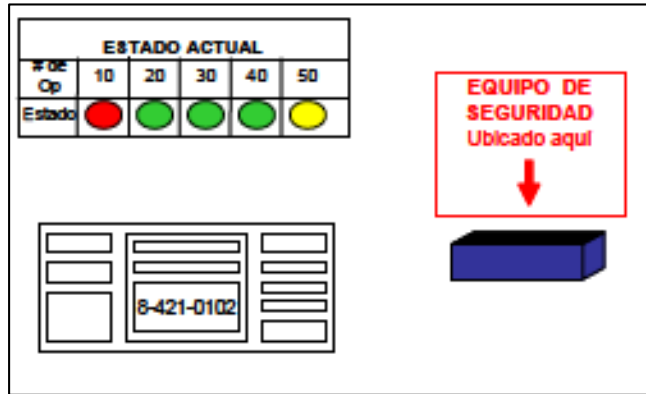 ESTADO ACTUAL
# de Op 10 20 30 40 50
Estado
EQUIPO DE
SEGURIDAD
Ubicado aqui
8-421-0102